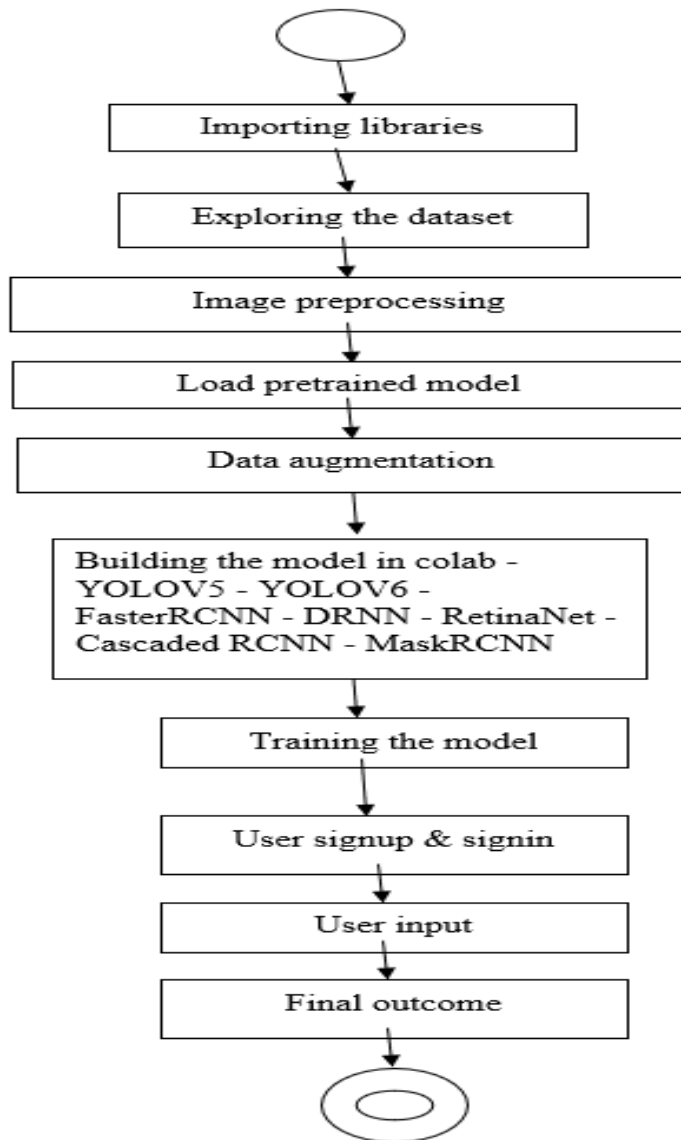 Importing libraries
Exploring the dataset
Image preprocessing
Load pretrained model
Data augmentation
Building the model in colab -
YOLOV5 - YOLOV6 -
FasterRCNN - DRNN - RetinaNet -
Cascaded RCNN - MaskRCNN
Training the model
User signup & signin
User input
Final outcome